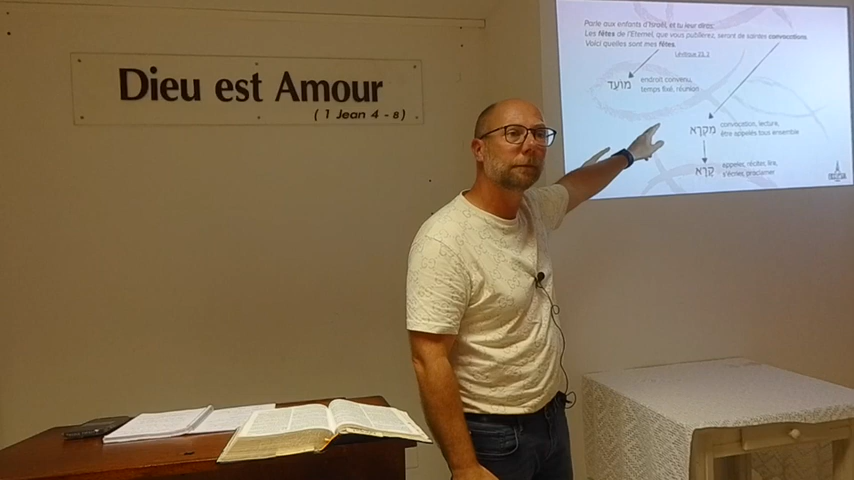 Dieu est Amour
(1 Jean 4 - 8)
Parle aux enfants d'Israël, et tu leur diras:
Les fêtes de l'Eternel, que vous publierez, seront de saintes convocations.
Voici quelles sont mes fêtes.
Lévitique 23, 2
מועד
endroit convenu,
temps fixé, réunion
מקרא
convocation, lecture,
être appelés tous ensemble
קרא
appeler, réciter, lire,
s'écrier, proclamer